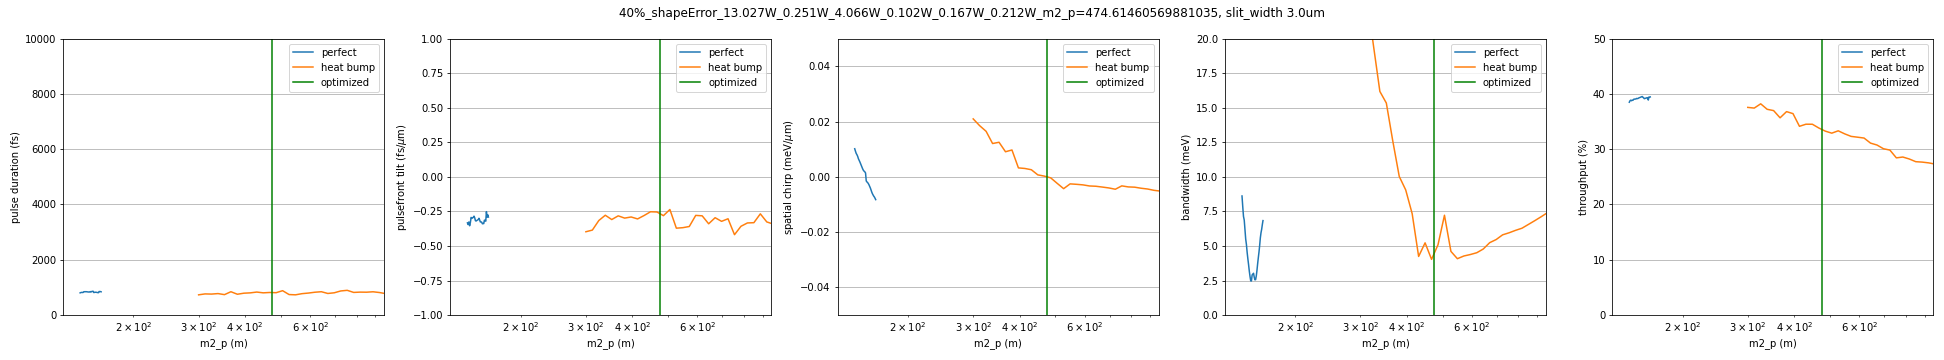 40%_shapeError_13.027W_0.251W_4.066W_0.102W_0.167W_0.212W_m2_p=474.61460569881035, slit_width 3.0um
pulse duration (fs)
10000
8000
6000
4000
2000
0
perfect
heat bump
optimized
2 × 10²
3 × 10²
4 × 10²
6 × 10²
m2_p (m)
pulsefront tilt (fs/μm)
1.00
0.75
0.50
0.25
0.00
−0.25
−0.50
−0.75
−1.00
perfect
heat bump
optimized
2 × 10²
3 × 10²
4 × 10²
6 × 10²
m2_p (m)
spatial chirp (meV/μm)
0.04
0.02
0.00
−0.02
−0.04
perfect
heat bump
optimized
2 × 10²
3 × 10²
4 × 10²
6 × 10²
m2_p (m)
bandwidth (meV)
20.0
17.5
15.0
12.5
10.0
7.5
5.0
2.5
0.0
perfect
heat bump
optimized
2 × 10²
3 × 10²
4 × 10²
6 × 10²
m2_p (m)
throughput (%)
50
40
30
20
10
0
perfect
heat bump
optimized
2 × 10²
3 × 10²
4 × 10²
6 × 10²
m2_p (m)